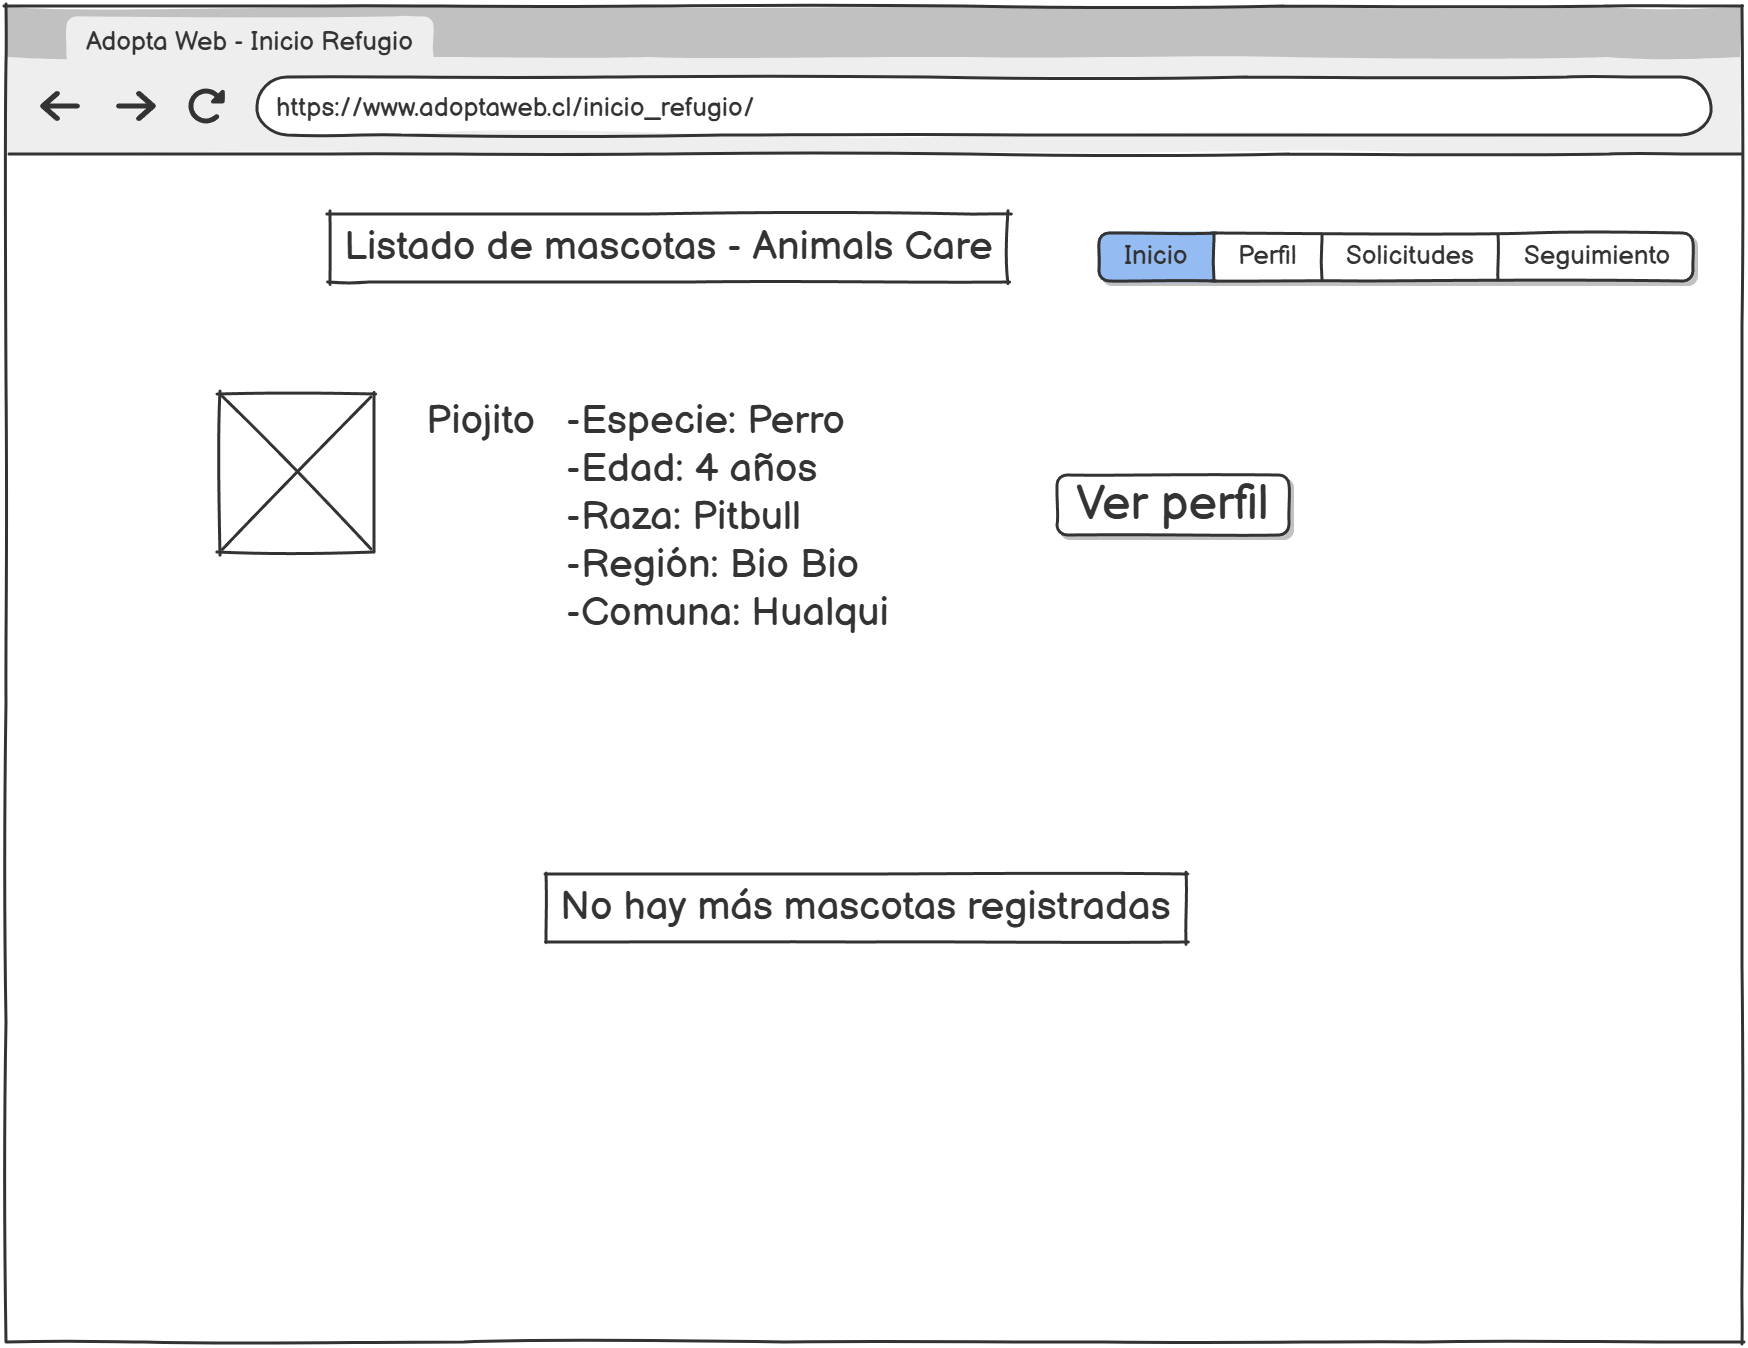 Adopta Web - Inicio Refugio
https://www.adoptaweb.cl/inicio_refugio/
Listado de mascotas - Animals Care
Inicio Perfil Solicitudes Seguimiento
Piojito -Especie: Perro
-Edad: 4 años
-Raza: Pitbull
-Región: Bio Bio
-Comuna: Hualqui
Ver perfil
No hay más mascotas registradas